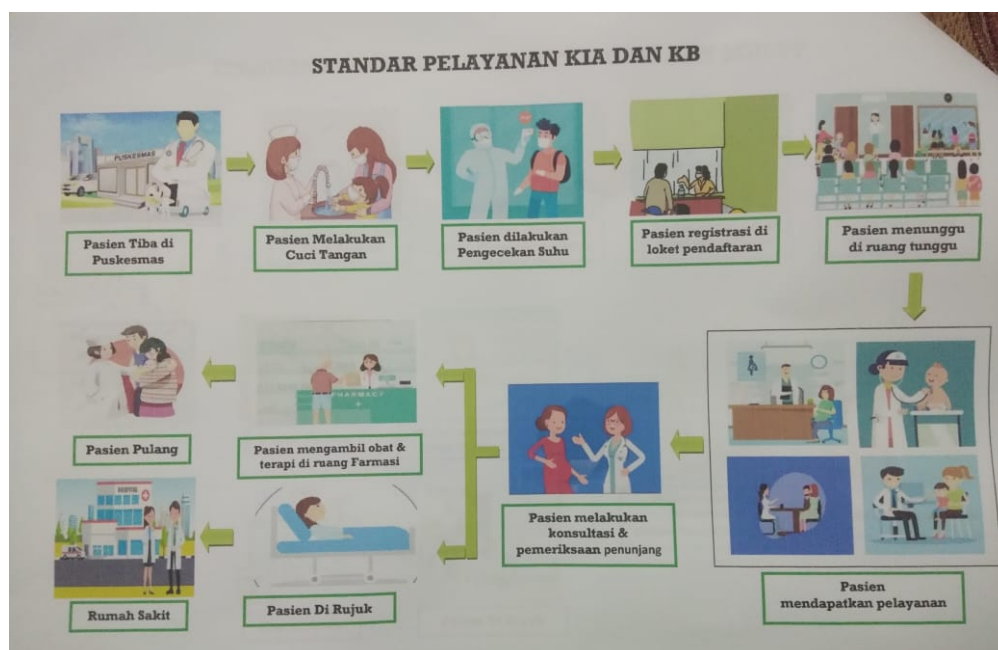 STANDAR PELAYANAN KIA DAN KB
PUSKESMAS
Pasien Tiba di
Puskesmas
Pasien Melakukan
Cuci Tangan
Pasien dilakukan
Pengecekan Suhu
Pasien registrasi di
loket pendaftaran
Pasien menunggu
di ruang tunggu
Pasien
mendapatkan pelayanan
Pasien melakukan
konsultasi &
pemeriksaan penunjang
PHARMACY
Pasien mengambil obat &
terapi di ruang Farmasi
Pasien Pulang
Pasien Di Rujuk
HOSPITAL
Rumah Sakit